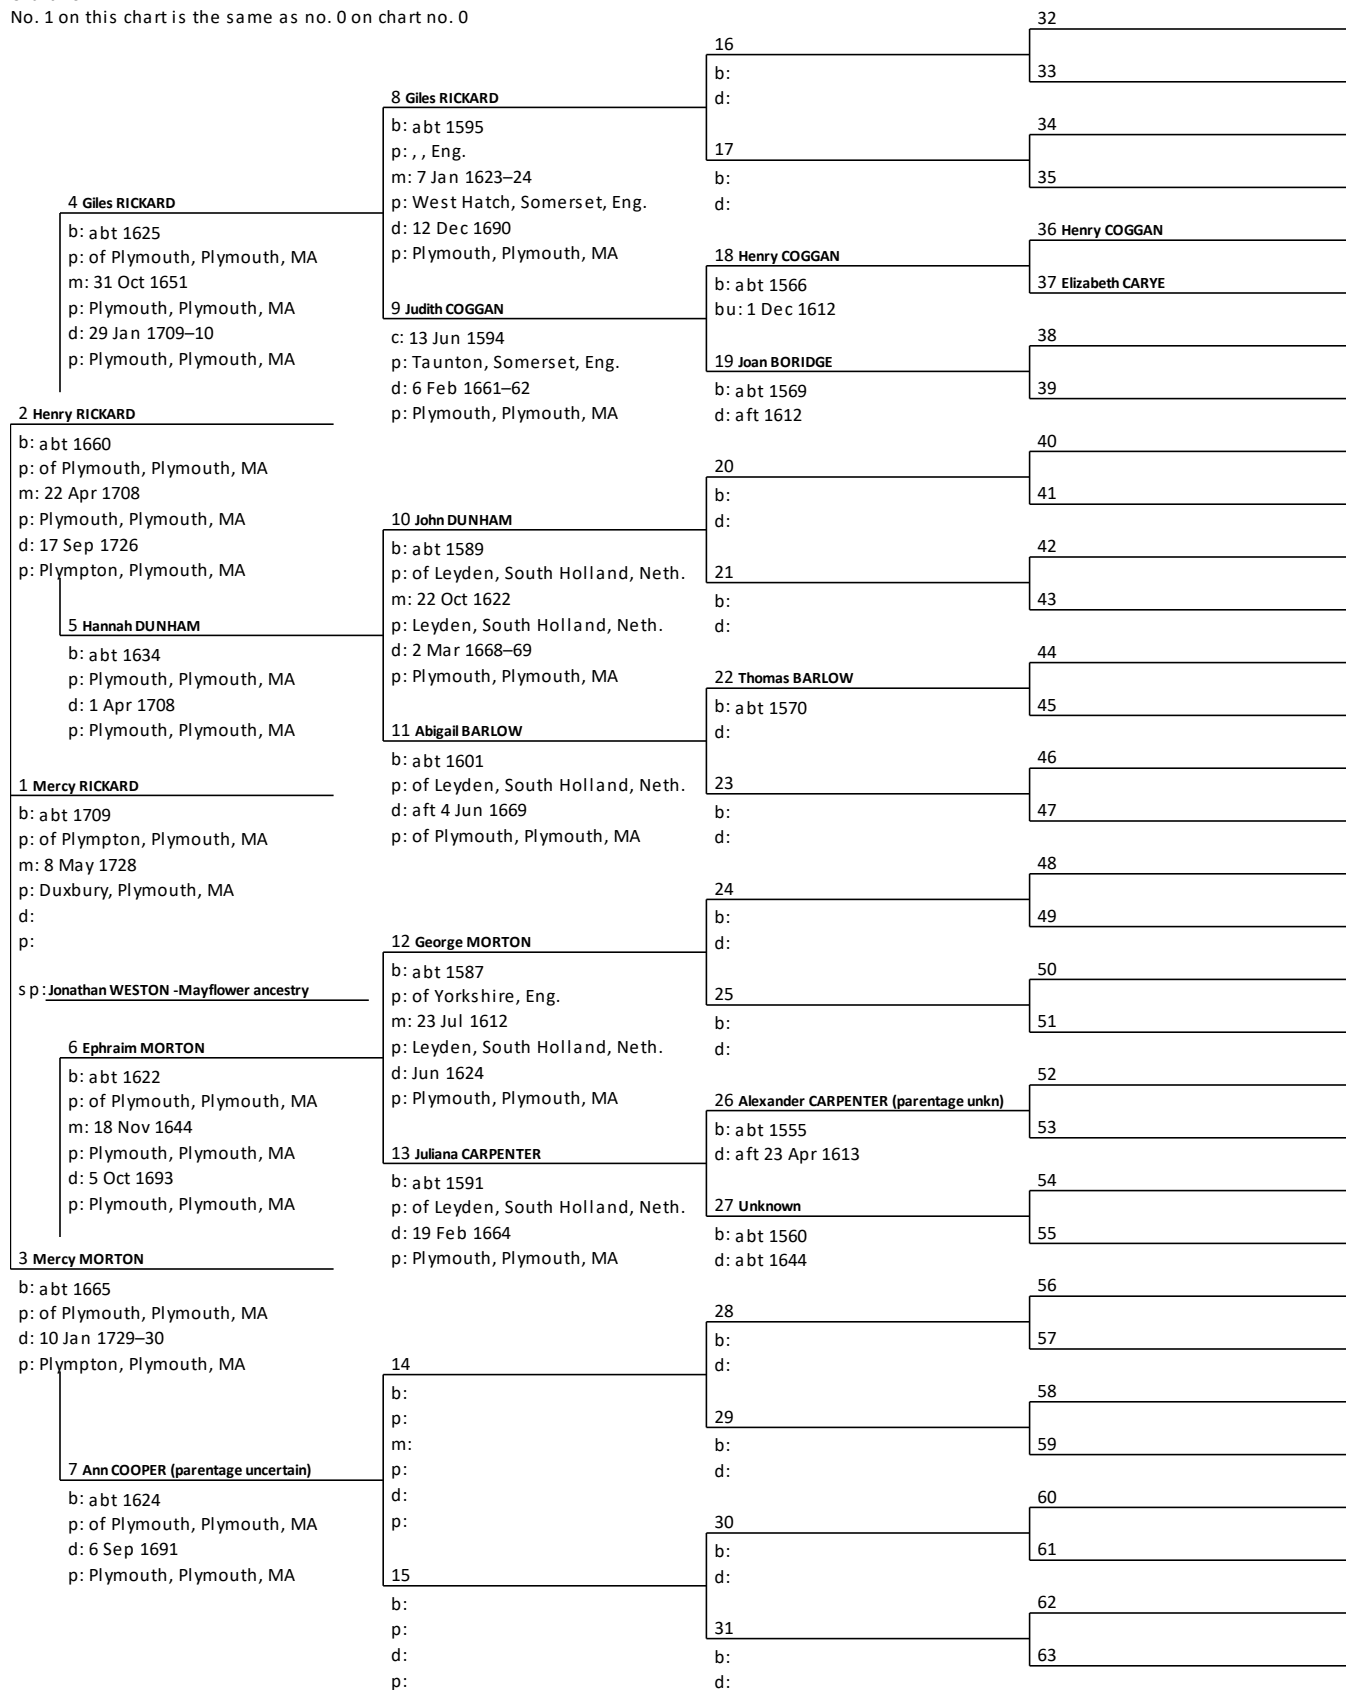 No. 1 on this chart is the same as no. 0 on chart no. 0
1 Mercy RICKARD
b: abt 1709
p: of Plympton, Plymouth, MA
m: 8 May 1728
p: Duxbury, Plymouth, MA
d:
p:
sp: Jonathan WESTON -Mayflower ancestry
2 Henry RICKARD
b: abt 1660
p: of Plymouth, Plymouth, MA
m: 22 Apr 1708
p: Plymouth, Plymouth, MA
d: 17 Sep 1726
p: Plympton, Plymouth, MA
3 Mercy MORTON
b: abt 1665
p: of Plymouth, Plymouth, MA
d: 10 Jan 1729–30
p: Plympton, Plymouth, MA
4 Giles RICKARD
b: abt 1625
p: of Plymouth, Plymouth, MA
m: 31 Oct 1651
p: Plymouth, Plymouth, MA
d: 29 Jan 1709–10
p: Plymouth, Plymouth, MA
5 Hannah DUNHAM
b: abt 1634
p: Plymouth, Plymouth, MA
d: 1 Apr 1708
p: Plymouth, Plymouth, MA
6 Ephraim MORTON
b: abt 1622
p: of Plymouth, Plymouth, MA
m: 18 Nov 1644
p: Plymouth, Plymouth, MA
d: 5 Oct 1693
p: Plymouth, Plymouth, MA
7 Ann COOPER (parentage uncertain)
b: abt 1624
p: of Plymouth, Plymouth, MA
d: 6 Sep 1691
p: Plymouth, Plymouth, MA
8 Giles RICKARD
b: abt 1595
p: , , Eng.
m: 7 Jan 1623–24
p: West Hatch, Somerset, Eng.
d: 12 Dec 1690
p: Plymouth, Plymouth, MA
9 Judith COGGAN
c: 13 Jun 1594
p: Taunton, Somerset, Eng.
d: 6 Feb 1661–62
p: Plymouth, Plymouth, MA
10 John DUNHAM
b: abt 1589
p: of Leyden, South Holland, Neth.
m: 22 Oct 1622
p: Leyden, South Holland, Neth.
d: 2 Mar 1668–69
p: Plymouth, Plymouth, MA
11 Abigail BARLOW
b: abt 1601
p: of Leyden, South Holland, Neth.
d: aft 4 Jun 1669
p: of Plymouth, Plymouth, MA
12 George MORTON
b: abt 1587
p: of Yorkshire, Eng.
m: 23 Jul 1612
p: Leyden, South Holland, Neth.
d: Jun 1624
p: Plymouth, Plymouth, MA
13 Juliana CARPENTER
b: abt 1591
p: of Leyden, South Holland, Neth.
d: 19 Feb 1664
p: Plymouth, Plymouth, MA
14
b:
p:
m:
p:
d:
p:
15
b:
p:
d:
p:
16
b:
d:
17
b:
d:
18 Henry COGGAN
b: abt 1566
bu: 1 Dec 1612
19 Joan BORIDGE
b: abt 1569
d: aft 1612
20
b:
d:
21
b:
d:
22 Thomas BARLOW
b: abt 1570
d:
23
b:
d:
24
b:
d:
25
b:
d:
26 Alexander CARPENTER (parentage unkn)
b: abt 1555
d: aft 23 Apr 1613
27 Unknown
b: abt 1560
d: abt 1644
28
b:
d:
29
b:
d:
30
b:
d:
31
b:
d:
32
33
34
35
36 Henry COGGAN
37 Elizabeth CARYE
38
39
40
41
42
43
44
45
46
47
48
49
50
51
52
53
54
55
56
57
58
59
60
61
62
63